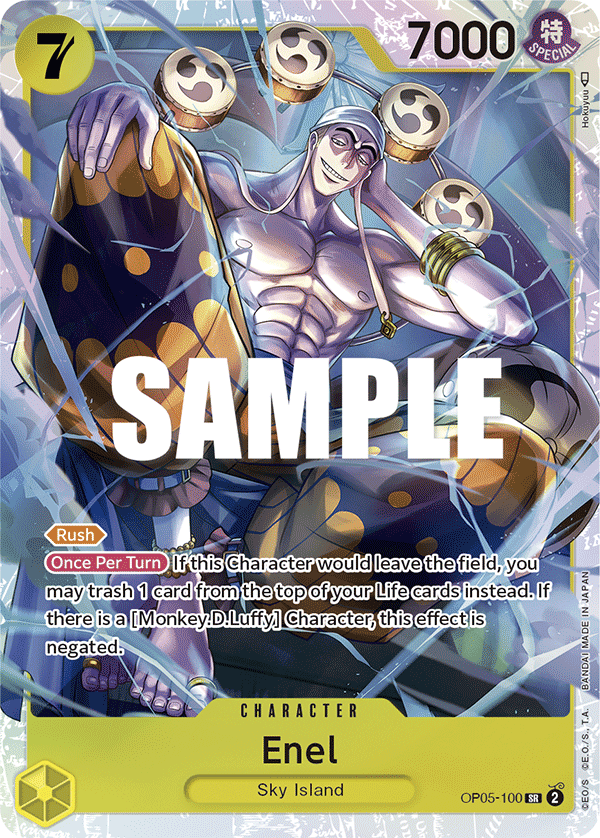 7
7000
特
SPECIAL
Hokuyuu
SAMPLE
Rush
Once Per Turn If this Character would leave the field, you
may trash 1 card from the top of your Life cards instead. If
there is a [Monkey.D.Luffy] Character, this effect is
negated.
CHARACTER
Enel
Sky Island
OP05-100 SR 2
©EO/S ©E.O./S., T.A. BANDAI MADE IN JAPAN